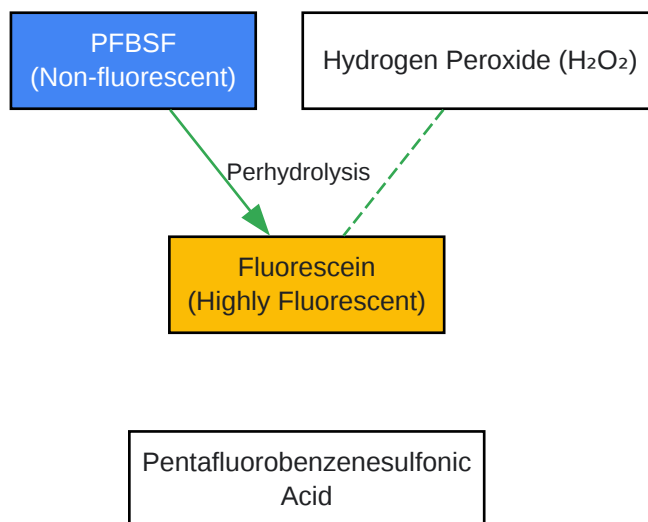 PFBSF
(Non-fluorescent)
Hydrogen Peroxide (H₂O₂)
Perhydrolysis
Fluorescein
(Highly Fluorescent)
Pentafluorobenzenesulfonic
Acid